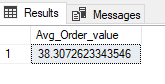 Results Messages
Avg_Order_value
1 38.3072623343546